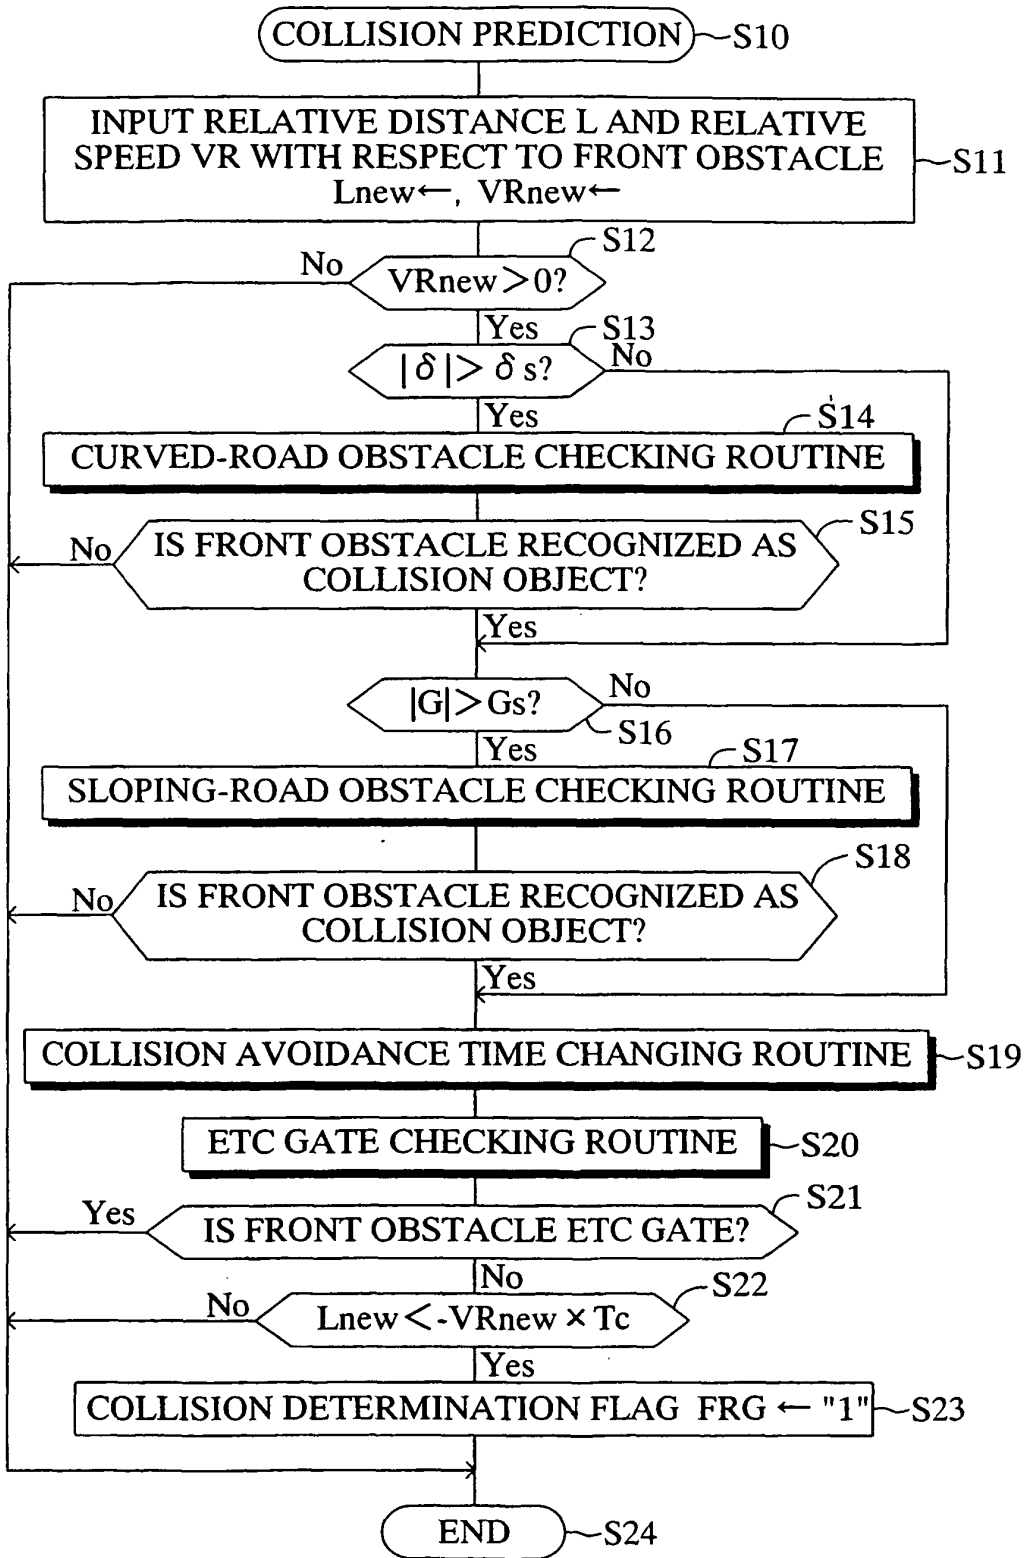 COLLISION PREDICTION
S10
INPUT RELATIVE DISTANCE L AND RELATIVE
SPEED VR WITH RESPECT TO FRONT OBSTACLE
Lnew←, VRnew←
S11
S12
No
VRnew>0?
Yes
S13
|δ|> δs?
No
Yes
S14
CURVED-ROAD OBSTACLE CHECKING ROUTINE
S15
IS FRONT OBSTACLE RECOGNIZED AS
COLLISION OBJECT?
No
Yes
|G|>Gs?
No
S16
Yes
S17
SLOPING-ROAD OBSTACLE CHECKING ROUTINE
S18
IS FRONT OBSTACLE RECOGNIZED AS
COLLISION OBJECT?
No
Yes
COLLISION AVOIDANCE TIME CHANGING ROUTINE
S19
ETC GATE CHECKING ROUTINE
S20
S21
Yes
IS FRONT OBSTACLE ETC GATE?
No
S22
No
Lnew<-VRnew×Tc
Yes
COLLISION DETERMINATION FLAG FRG ← "1"
S23
END
S24